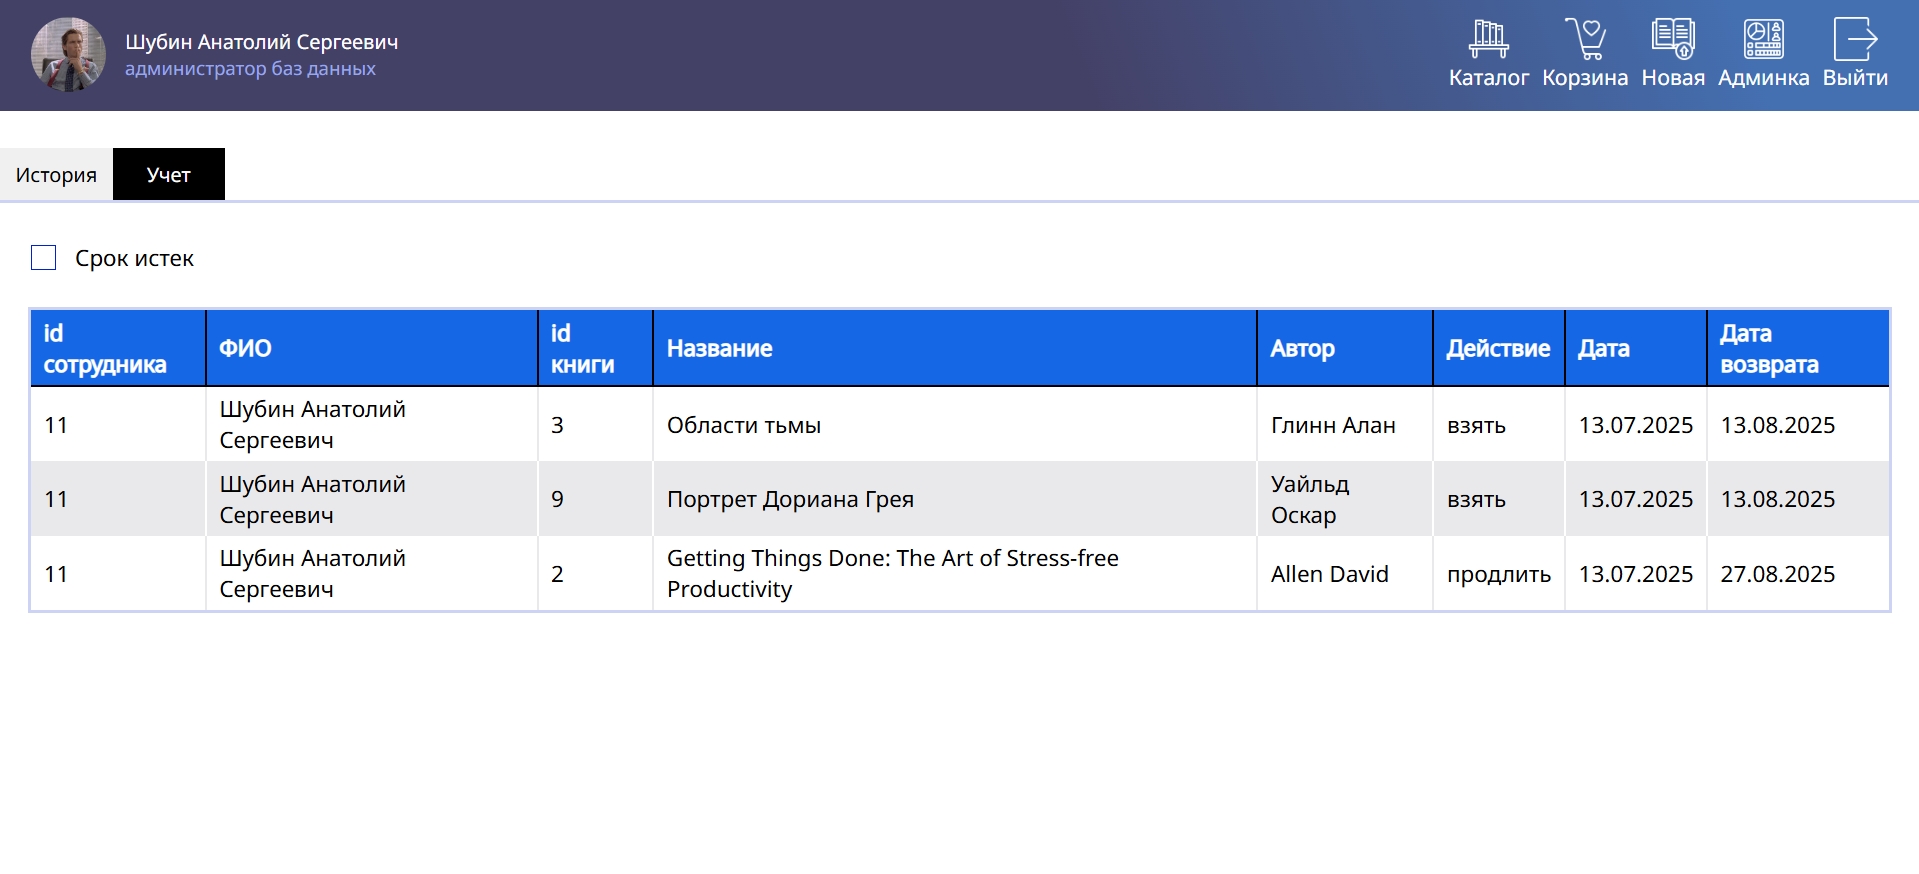 Шубин Анатолий Сергеевич
администратор баз данных
Каталог Корзина Новая Админка Выйти
История Учет
Срок истек
id сотрудника ФИО id книги Название Автор Действие Дата Дата возврата
11 Шубин Анатолий Сергеевич 3 Области тьмы Глинн Алан взять 13.07.2025 13.08.2025
11 Шубин Анатолий Сергеевич 9 Портрет Дориана Грея Уайльд Оскар взять 13.07.2025 13.08.2025
11 Шубин Анатолий Сергеевич 2 Getting Things Done: The Art of Stress-free Productivity Allen David продлить 13.07.2025 27.08.2025